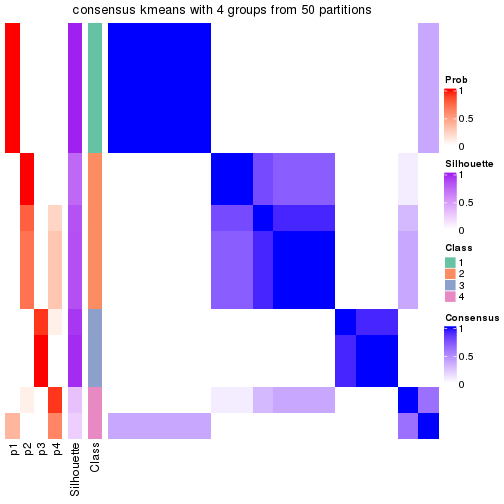 consensus kmeans with 4 groups from 50 partitions
Prob
1
0.5
0
Silhouette
1
0.5
0
Class
1
2
3
4
Consensus
1
0.5
0
p1
p2
p3
p4
Silhouette
Class